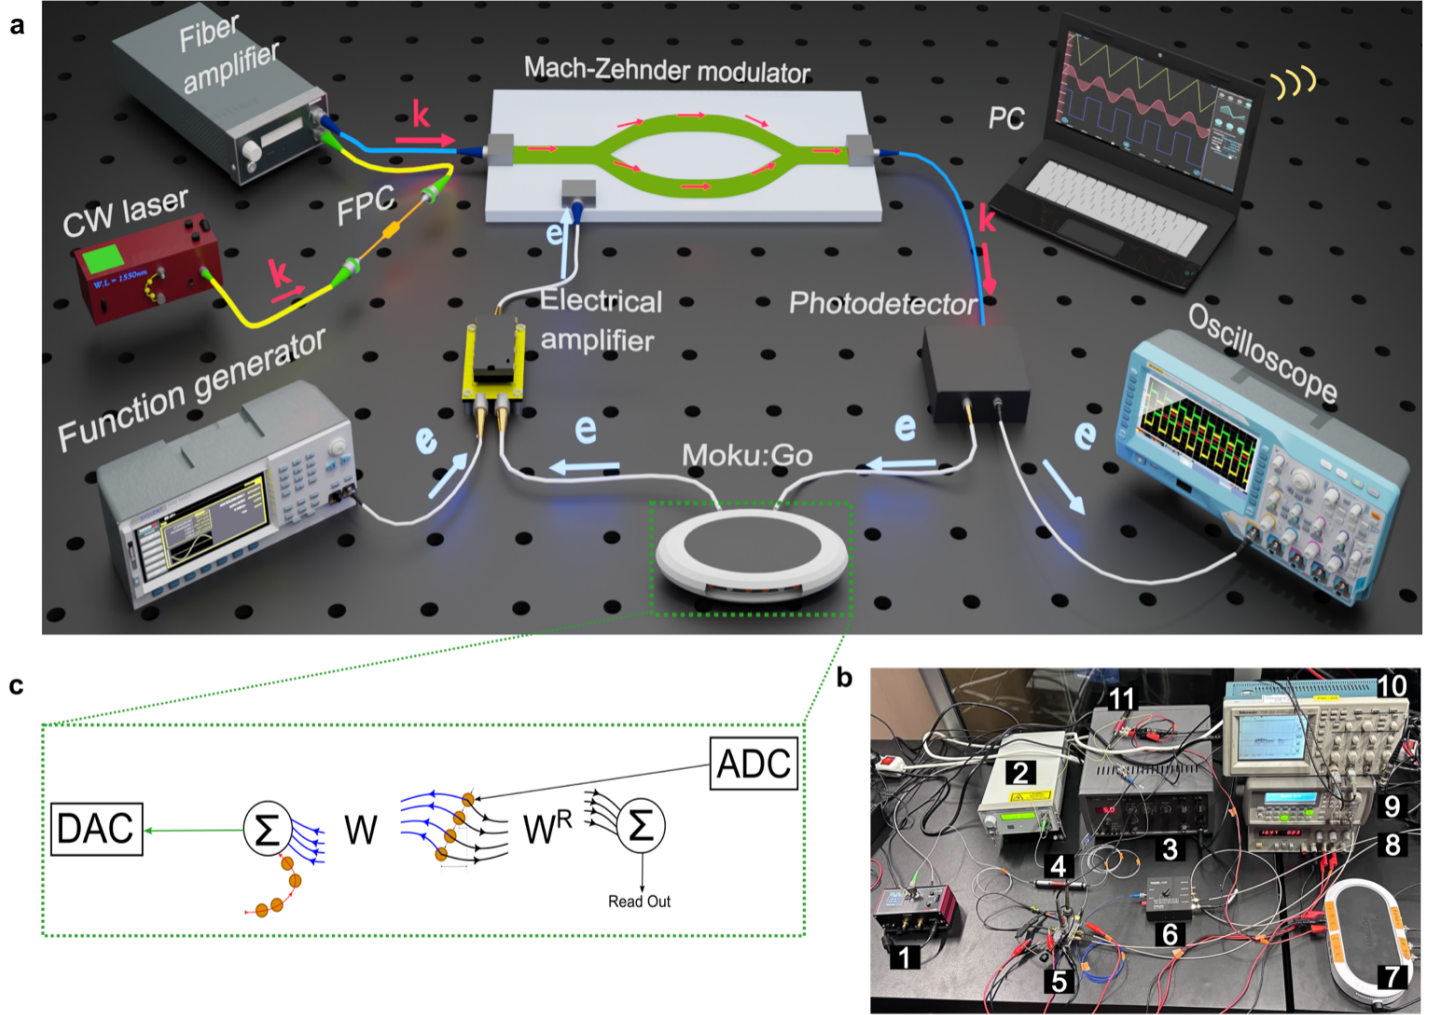 a
Fiber
amplifier
Mach-Zehnder modulator
k
PC
CW laser
W.L = 1550nm
FPC
k
e
k
Electrical
amplifier
Photodetector
Oscilloscope
Function generator
e
e
Moku:Go
e
e
c
DAC
Σ
W
W^R
Σ
ADC
Read Out
b
11
10
2
9
3
8
4
1
6
5
7